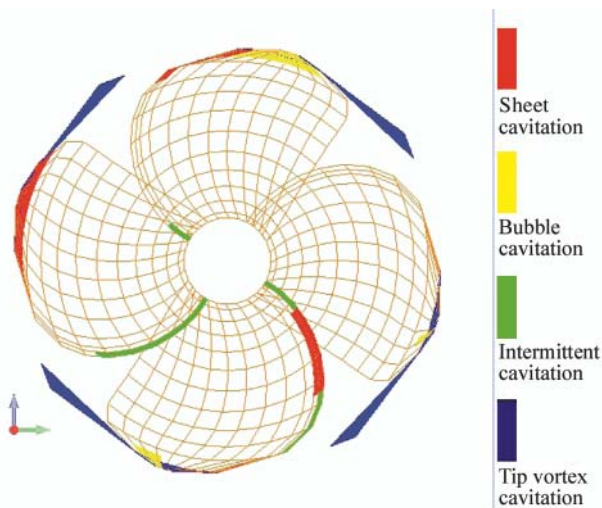 Sheet
cavitation
Bubble
cavitation
Intermittent
cavitation
Tip vortex
cavitation